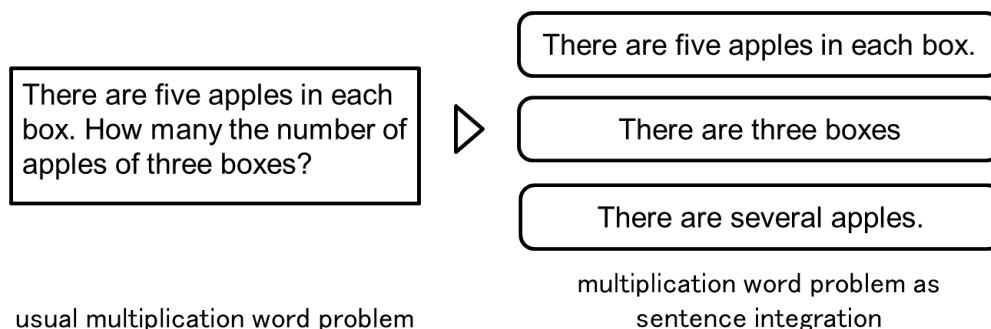 There are five apples in each
box. How many the number of
apples of three boxes?
usual multiplication word problem
There are five apples in each box.
There are three boxes
There are several apples.
multiplication word problem as
sentence integration